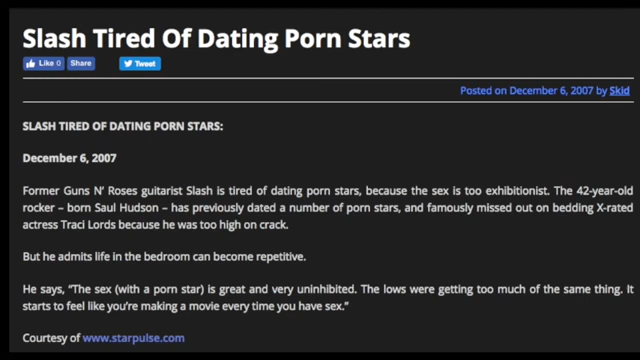 Slash Tired Of Dating Porn Stars
Like 0 Share Tweet
Posted on December 6, 2007 by Skid
SLASH TIRED OF DATING PORN STARS:
December 6, 2007
Former Guns N’ Roses guitarist Slash is tired of dating porn stars, because the sex is too exhibitionist. The 42-year-old
rocker – born Saul Hudson – has previously dated a number of porn stars, and famously missed out on bedding X-rated
actress Traci Lords because he was too high on crack.
But he admits life in the bedroom can become repetitive.
He says, “The sex (with a porn star) is great and very uninhibited. The lows were getting too much of the same thing. It
starts to feel like you’re making a movie every time you have sex.”
Courtesy of www.starpulse.com